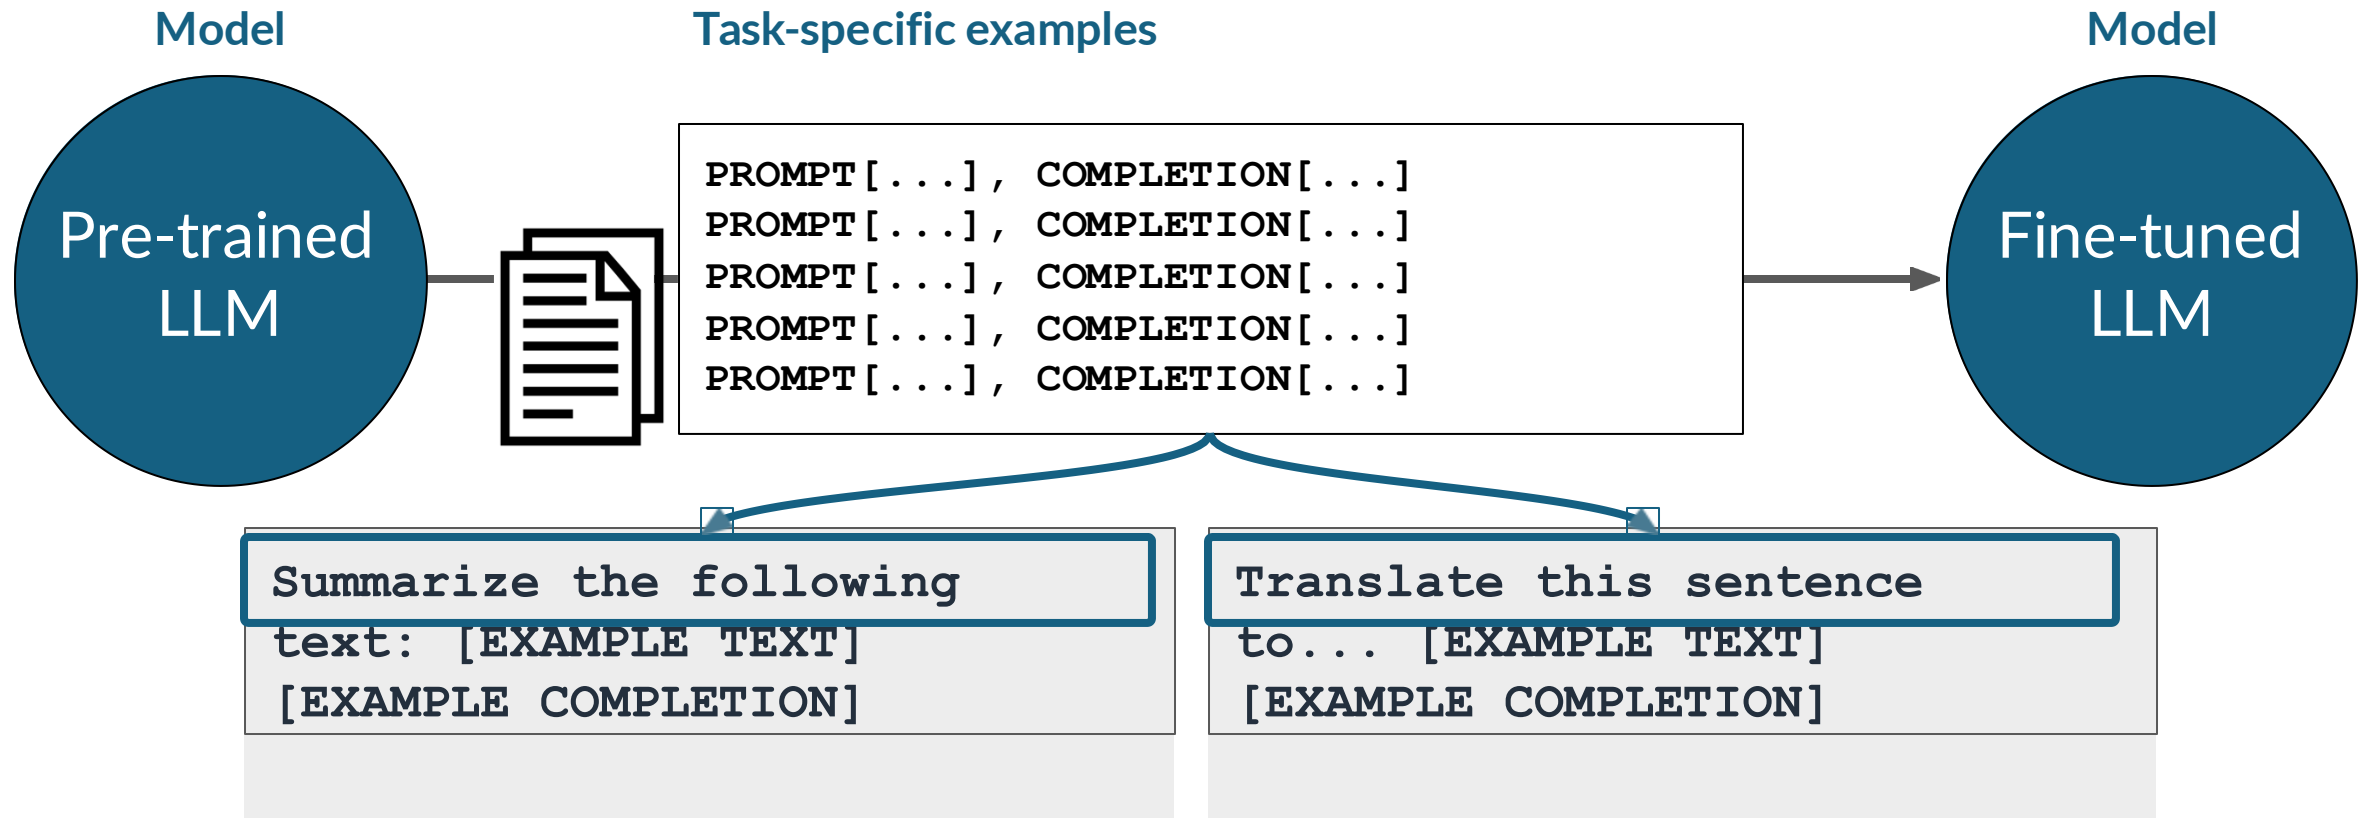 Model
Task-specific examples
Model
Pre-trained
LLM
PROMPT[...], COMPLETION[...]
PROMPT[...], COMPLETION[...]
PROMPT[...], COMPLETION[...]
PROMPT[...], COMPLETION[...]
PROMPT[...], COMPLETION[...]
Fine-tuned
LLM
Summarize the following
text: [EXAMPLE TEXT]
[EXAMPLE COMPLETION]
Translate this sentence
to... [EXAMPLE TEXT]
[EXAMPLE COMPLETION]